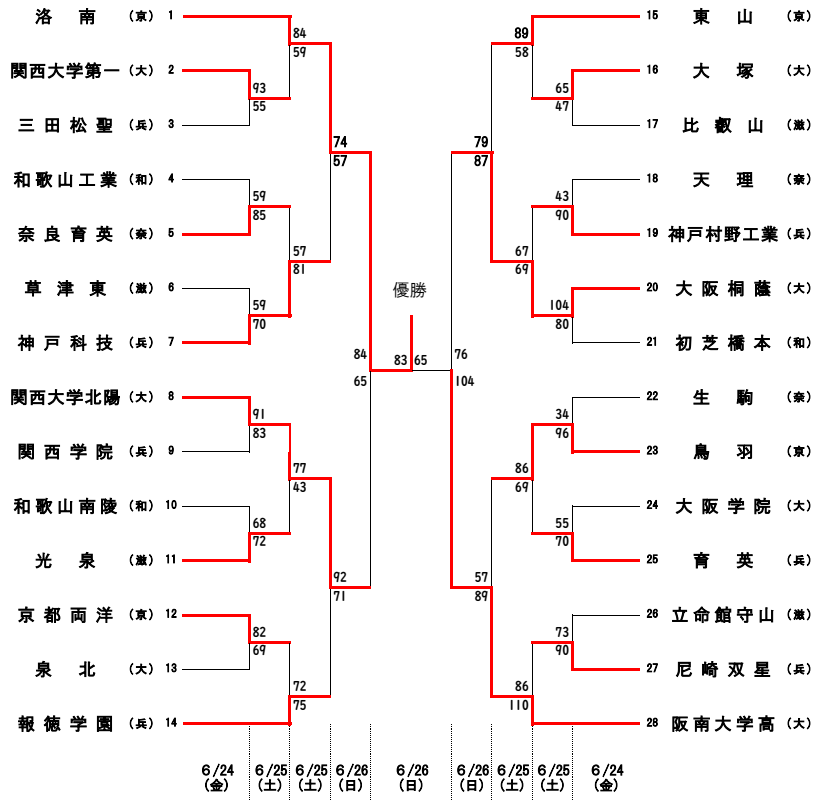 洛南 （京） 1
関西大学第一 （大） 2
三田松聖 （兵） 3
和歌山工業 （和） 4
奈良育英 （奈） 5
草津東 （滋） 6
神戸科技 （兵） 7
関西大学北陽 （大） 8
関西学院 （兵） 9
和歌山南陵 （和） 10
光泉 （滋） 11
京都両洋 （京） 12
泉北 （大） 13
報徳学園 （兵） 14
93
55
59
85
59
70
91
83
68
72
82
69
84
59
57
81
77
43
72
75
74
57
92
71
84
65
優勝
83 65
76
104
79
87
57
89
89
58
67
69
86
69
86
110
65
47
43
90
104
80
34
96
55
70
73
90
15 東山 （京）
16 大塚 （大）
17 比叡山 （滋）
18 天理 （奈）
19 神戸村野工業 （兵）
20 大阪桐蔭 （大）
21 初芝橋本 （和）
22 生駒 （奈）
23 鳥羽 （京）
24 大阪学院 （大）
25 育英 （兵）
26 立命館守山 （滋）
27 尼崎双星 （兵）
28 阪南大学高 （大）
6/24 6/25 6/25 6/26 6/26 6/26 6/25 6/25 6/24
（金） （土） （土） （日） （日） （日） （土） （土） （金）